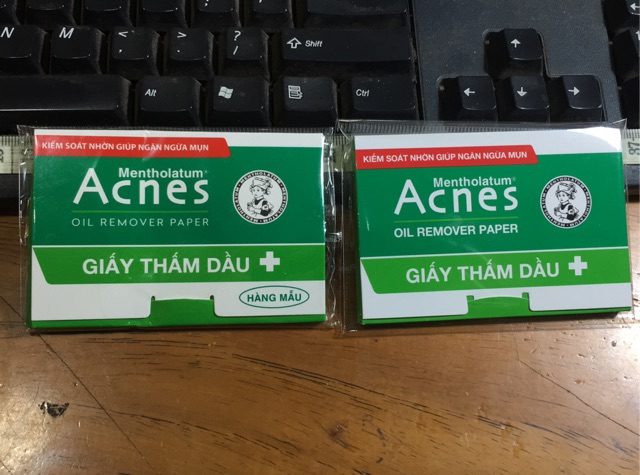 N
M
<
,
>
.
?
/
Shift
Alt
Ctrl
KIỂM SOÁT NHỜN GIÚP NGĂN NGỪA MỤN
Mentholatum®
Acnes
OIL REMOVER PAPER
GIẤY THẤM DẦU
HÀNG MẪU
KIỂM SOÁT NHỜN GIÚP NGĂN NGỪA MỤN
Mentholatum®
Acnes
OIL REMOVER PAPER
GIẤY THẤM DẦU